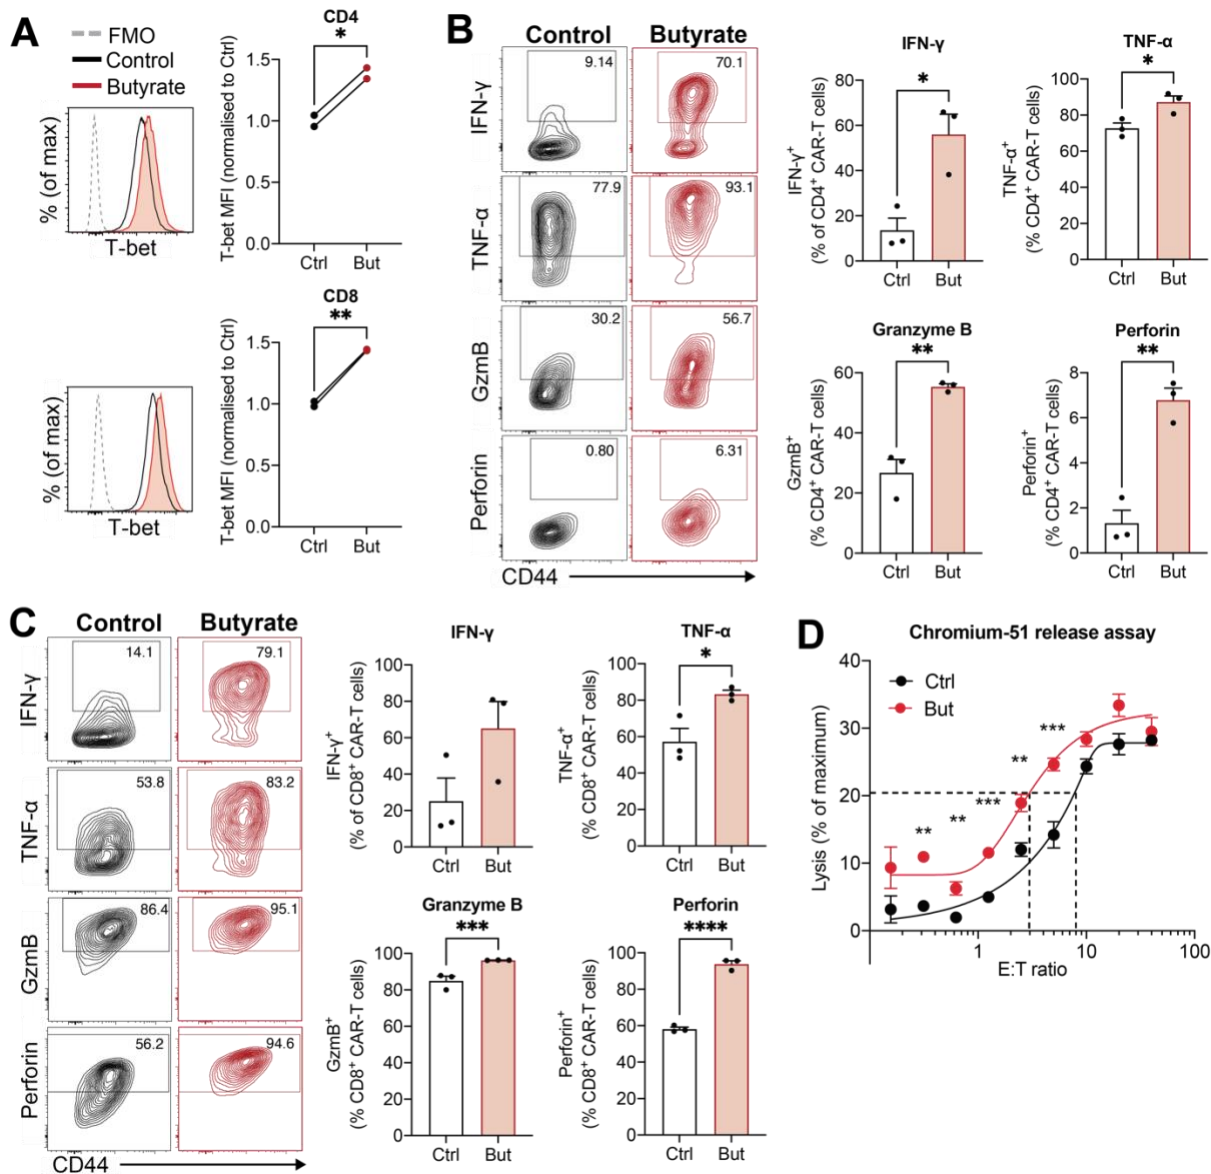 A
FMO
Control
Butyrate
% (of max)
T-bet
CD4
*
T-bet MFI (normalised to Ctrl)
1.5
1.0
0.5
0.0
Ctrl But
% (of max)
T-bet
CD8
**
T-bet MFI (normalised to Ctrl)
1.5
1.0
0.5
0.0
Ctrl But
B
Control Butyrate
IFN-γ
9.14 70.1
TNF-α
77.9 93.1
GzmB
30.2 56.7
Perforin
0.80 6.31
CD44
IFN-γ
*
IFN-γ⁺
(% of CD4⁺ CAR-T cells)
80
60
40
20
0
Ctrl But
TNF-α
*
TNF-α⁺
(% CD4⁺ CAR-T cells)
100
80
60
40
20
0
Ctrl But
Granzyme B
**
GzmB⁺
(% CD4⁺ CAR-T cells)
60
40
20
0
Ctrl But
Perforin
**
Perforin⁺
(% CD4⁺ CAR-T cells)
8
6
4
2
0
Ctrl But
C
Control Butyrate
IFN-γ
14.1 79.1
TNF-α
53.8 83.2
GzmB
86.4 95.1
Perforin
56.2 94.6
CD44
IFN-γ
IFN-γ⁺
(% of CD8⁺ CAR-T cells)
100
80
60
40
20
0
Ctrl But
TNF-α
*
TNF-α⁺
(% CD8⁺ CAR-T cells)
100
80
60
40
20
0
Ctrl But
Granzyme B
***
GzmB⁺
(% CD8⁺ CAR-T cells)
100
80
60
40
20
0
Ctrl But
Perforin
****
Perforin⁺
(% CD8⁺ CAR-T cells)
100
80
60
40
20
0
Ctrl But
D
Chromium-51 release assay
Ctrl
But
Lysis (% of maximum)
40
30
20
10
0
** ** *** ** ***
1 10 100
E:T ratio